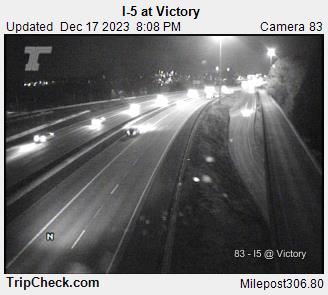 I-5 at Victory
Updated Dec 17 2023 8:08 PM Camera 83
N
83 - I5 @ Victory
TripCheck.com Milepost306.80